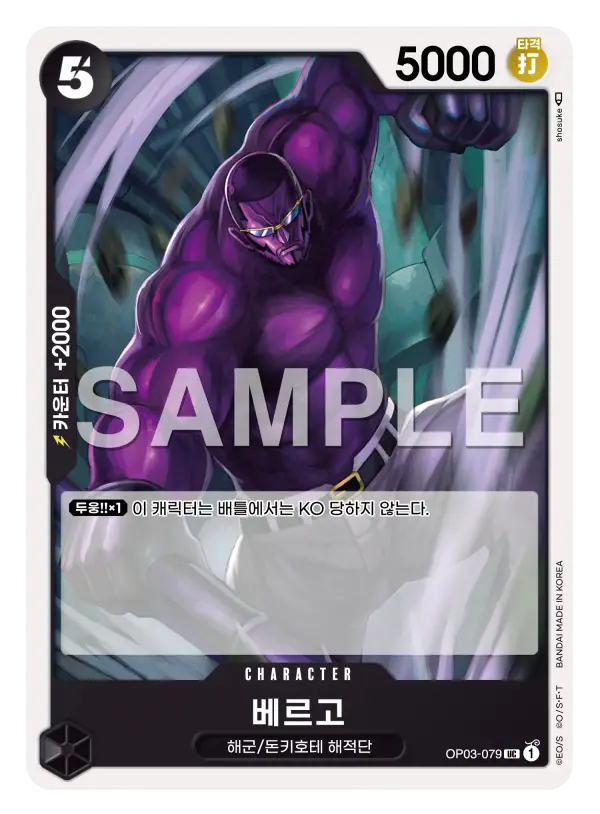 5
5000
타격
打
shosuke
카운터 +2000
SAMPLE
두웅!!×1 이 캐릭터는 배틀에서는 KO 당하지 않는다.
CHARACTER
베르고
해군/돈키호테 해적단
OP03-079 UC 1
©EO/S ©O/S·F·T BANDAI MADE IN KOREA